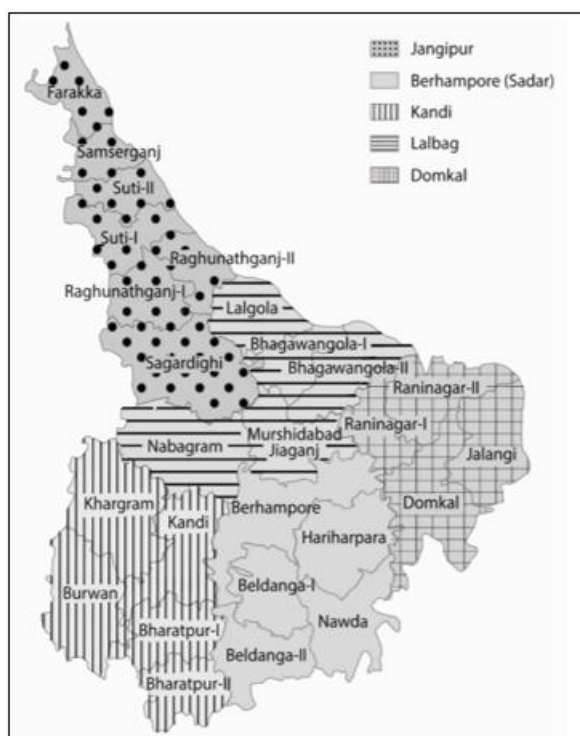 Jangipur
Berhampore (Sadar)
Kandi
Lalbag
Domkal
Farakka
Samserganj
Suti-II
Suti-I
Raghunathganj-II
Raghunathganj-I
Lalgola
Bhagawangola-I
Sagardighi
Bhagawangola-II
Raninagar-II
Raninagar-I
Murshidabad
Jiaganj
Nabagram
Jalangi
Khargram
Kandi
Berhampore
Domkal
Hariharpara
Burwan
Beldanga-I
Nawda
Bharatpur-I
Beldanga-II
Bharatpur-II